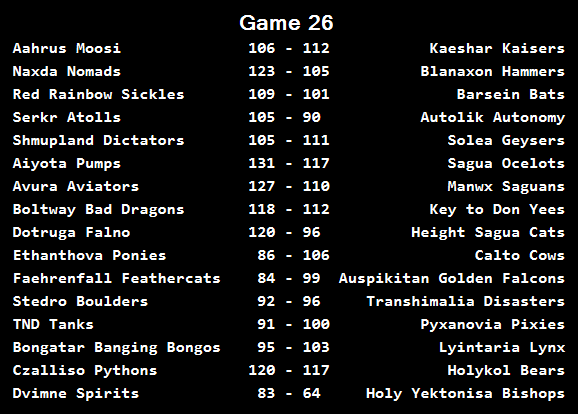 Game 26
Aahrus Moosi 106 - 112 Kaeshar Kaisers
Naxda Nomads 123 - 105 Blanaxon Hammers
Red Rainbow Sickles 109 - 101 Barsein Bats
Serkr Atolls 105 - 90 Autolik Autonomy
Shmupland Dictators 105 - 111 Solea Geysers
Aiyota Pumps 131 - 117 Sagua Ocelots
Avura Aviators 127 - 110 Manwx Saguans
Boltway Bad Dragons 118 - 112 Key to Don Yees
Dotruga Falno 120 - 96 Height Sagua Cats
Ethanthova Ponies 86 - 106 Calto Cows
Faehrenfall Feathercats 84 - 99 Auspikitan Golden Falcons
Stedro Boulders 92 - 96 Transhimalia Disasters
TND Tanks 91 - 100 Pyxanovia Pixies
Bongatar Banging Bongos 95 - 103 Lyintaria Lynx
Czalliso Pythons 120 - 117 Holykol Bears
Dvimne Spirits 83 - 64 Holy Yektonisa Bishops